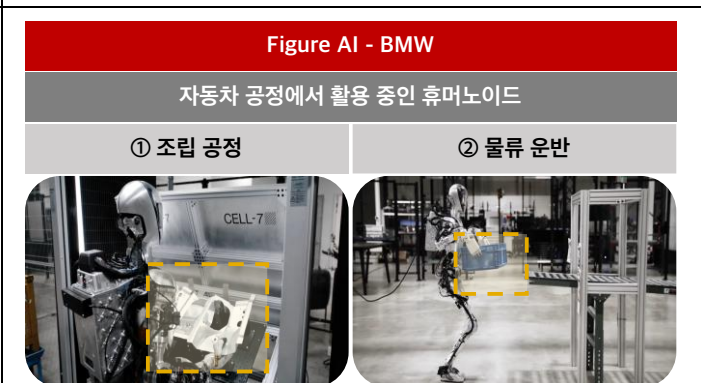 Figure AI - BMW
자동차 공정에서 활용 중인 휴머노이드
① 조립 공정
② 물류 운반
CELL-7